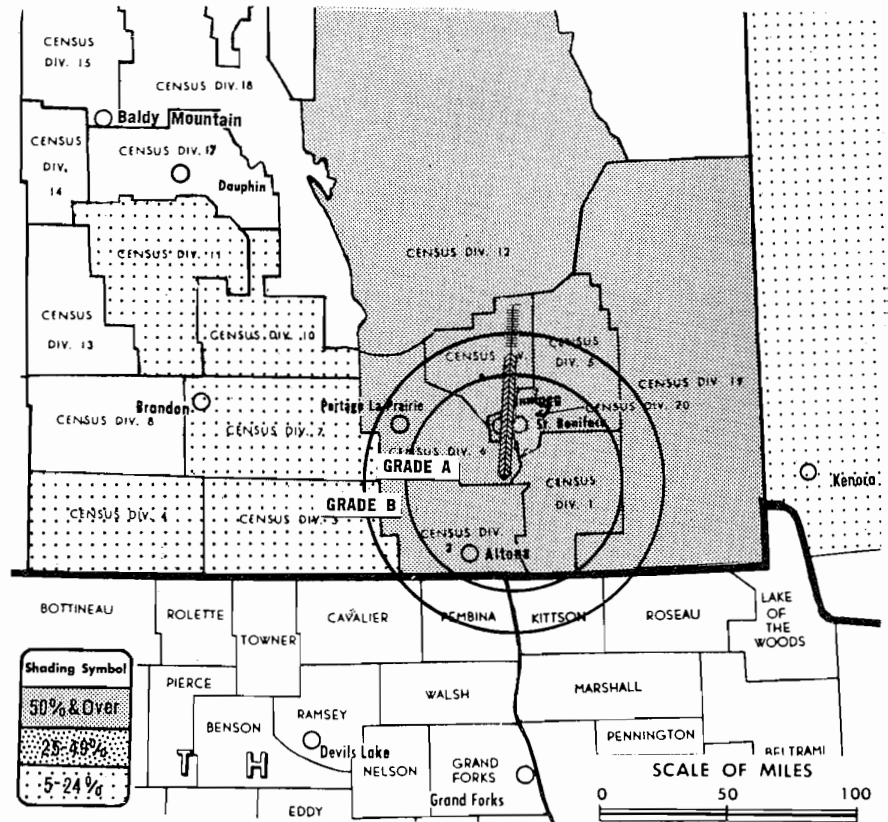 CENSUS
DIV. 15
CENSUS DIV. 18
Baldy Mountain
CENSUS
DIV.
14
CENSUS DIV. 17
Dauphin
CENSUS DIV. 11
CENSUS DIV. 12
CENSUS
DIV. 13
CENSUS DIV. 10
CENSUS
CENSUS
DIV. 5
CENSUS DIV. 19
Brandon
Portage La Prairie
CENSUS DIV. 20
St. Boniface
CENSUS DIV. 8
CENSUS DIV. 7
CENSUS DIV. 6
GRADE A
Kenora
CENSUS
DIV. 1
GRADE B
CENSUS DIV. 4
CENSUS DIV. 3
CENSUS DIV.
2
Altona
BOTTINEAU
ROLETTE
TOWNER
CAVALIER
PEMBINA
KITTSON
ROSEAU
LAKE
OF
THE
WOODS
Shading Symbol
50% & Over
25-49%
5-24%
PIERCE
BENSON
RAMSEY
Devils Lake
WALSH
MARSHALL
PENNINGTON
BELTRAMI
T H
NELSON
GRAND
FORKS
Grand Forks
EDDY
SCALE OF MILES
0 50 100